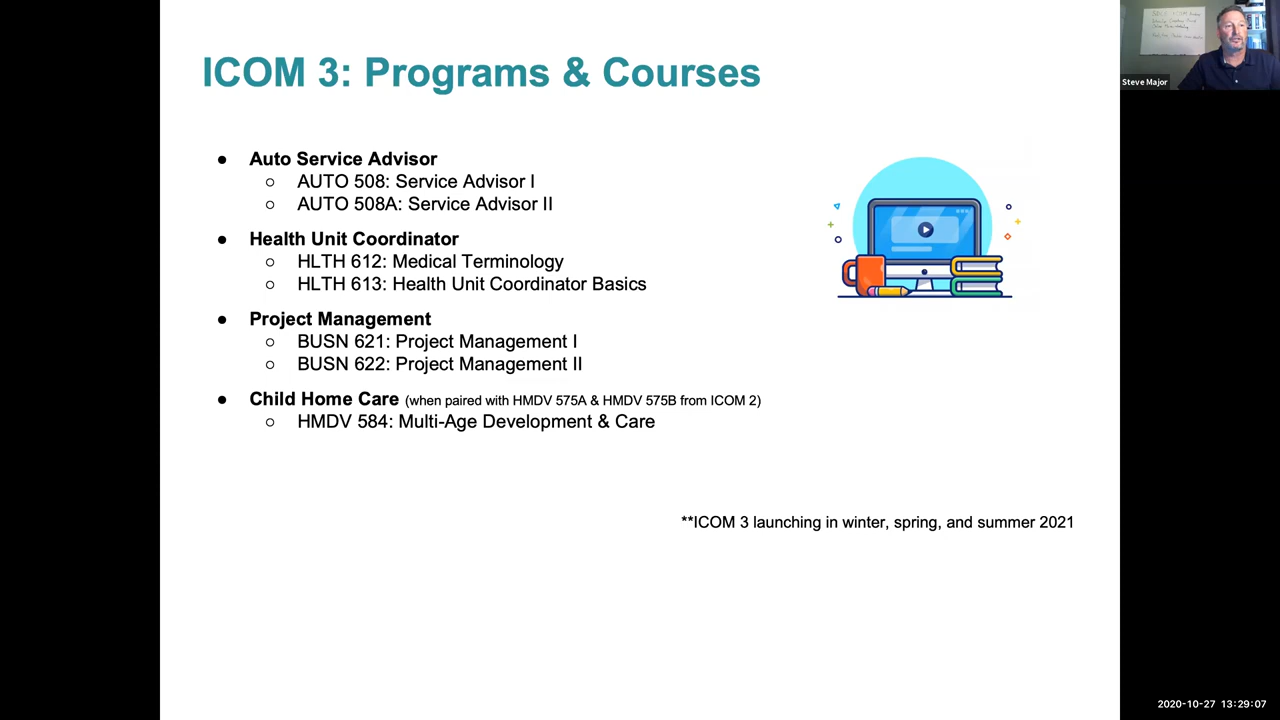 ICOM 3: Programs & Courses
● Auto Service Advisor
○ AUTO 508: Service Advisor I
○ AUTO 508A: Service Advisor II
● Health Unit Coordinator
○ HLTH 612: Medical Terminology
○ HLTH 613: Health Unit Coordinator Basics
● Project Management
○ BUSN 621: Project Management I
○ BUSN 622: Project Management II
● Child Home Care (when paired with HMDV 575A & HMDV 575B from ICOM 2)
○ HMDV 584: Multi-Age Development & Care
**ICOM 3 launching in winter, spring, and summer 2021
Steve Major
2020-10-27 13:29:07